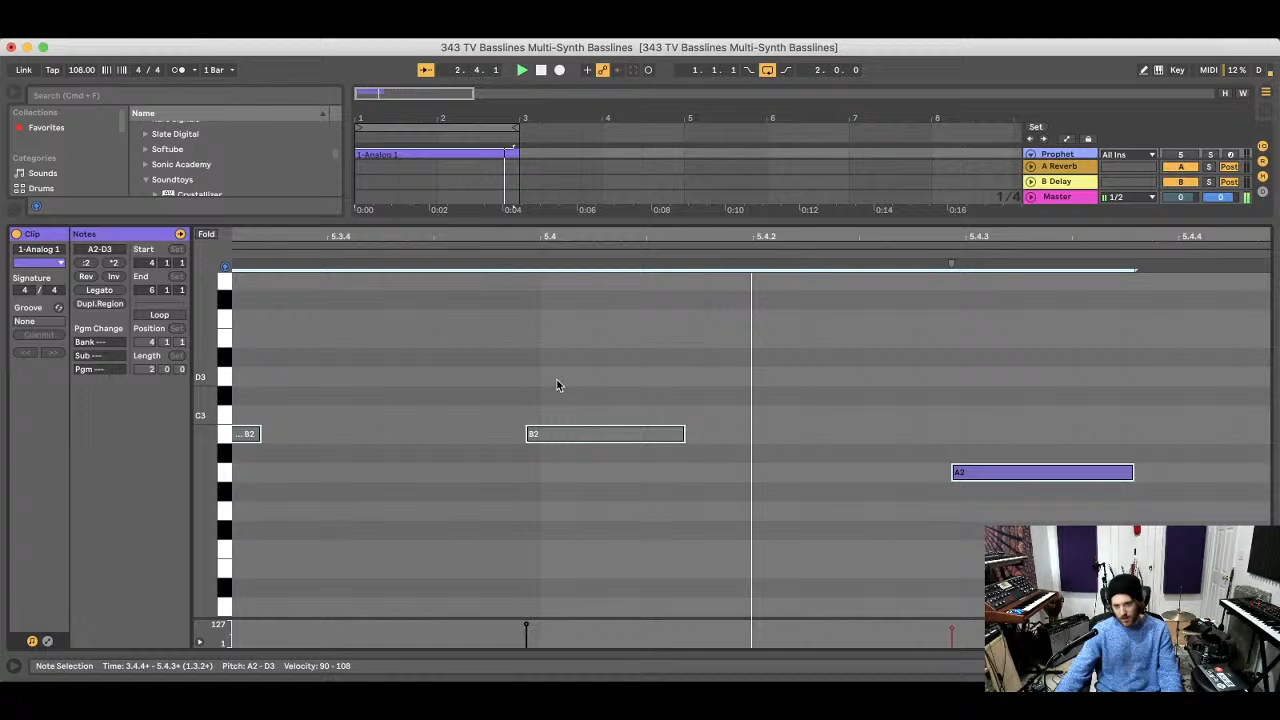 343 TV Basslines Multi-Synth Basslines [343 TV Basslines Multi-Synth Basslines]
Link Tap 108.00 4 / 4 1 Bar 2. 4. 1 1. 1. 1 2. 0. 0 Key MIDI 12 % D
Search (Cmd + F)
H W
Collections
Name
Favorites
Slate Digital
Softube
Categories
Sonic Academy
Sounds
Soundtoys
Drums
Crystallizer
1 2 3 4 5 6 7 8
1-Analog 1
0:00 0:02 0:04 0:06 0:08 0:10 0:12 0:14 0:16
1/4
Set
Prophet All Ins 5 S
A Reverb A S Post
B Delay B S Post
Master 1/2 0 0
Clip
1-Analog 1
Signature
4 / 4
Groove
None
Commit
<< >>
Notes
A2-D3
:2 *2
Rev Inv
Legato
Dupl.Region
Pgm Change
Bank ---
Sub ---
Pgm ---
Start Set
4 1 1
End Set
6 1 1
Loop
Position Set
4 1 1
Length Set
2 0 0
Fold
5.3.4 5.4 5.4.2 5.4.3 5.4.4
D3
C3
... B2
B2
A2
127
1
Note Selection Time: 3.4.4+ - 5.4.3+ (1.3.2+) Pitch: A2 - D3 Velocity: 90 - 108